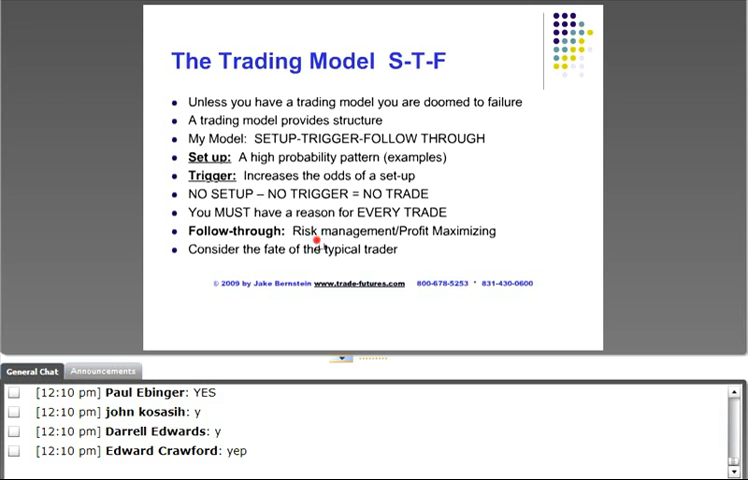 The Trading Model  S-T-F
Unless you have a trading model you are doomed to failure
A trading model provides structure
My Model:  SETUP-TRIGGER-FOLLOW THROUGH
Set up:  A high probability pattern (examples)
Trigger:  Increases the odds of a set-up
NO SETUP – NO TRIGGER = NO TRADE
You MUST have a reason for EVERY TRADE
Follow-through:  Risk management/Profit Maximizing
Consider the fate of the typical trader
© 2009 by Jake Bernstein www.trade-futures.com   800-678-5253  *  831-430-0600
General Chat   Announcements
[12:10 pm] Paul Ebinger: YES
[12:10 pm] john kosasih: y
[12:10 pm] Darrell Edwards: y
[12:10 pm] Edward Crawford: yep